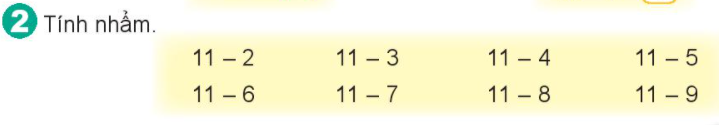 2 Tính nhẩm.
11 – 2 11 – 3 11 – 4 11 – 5
11 – 6 11 – 7 11 – 8 11 – 9